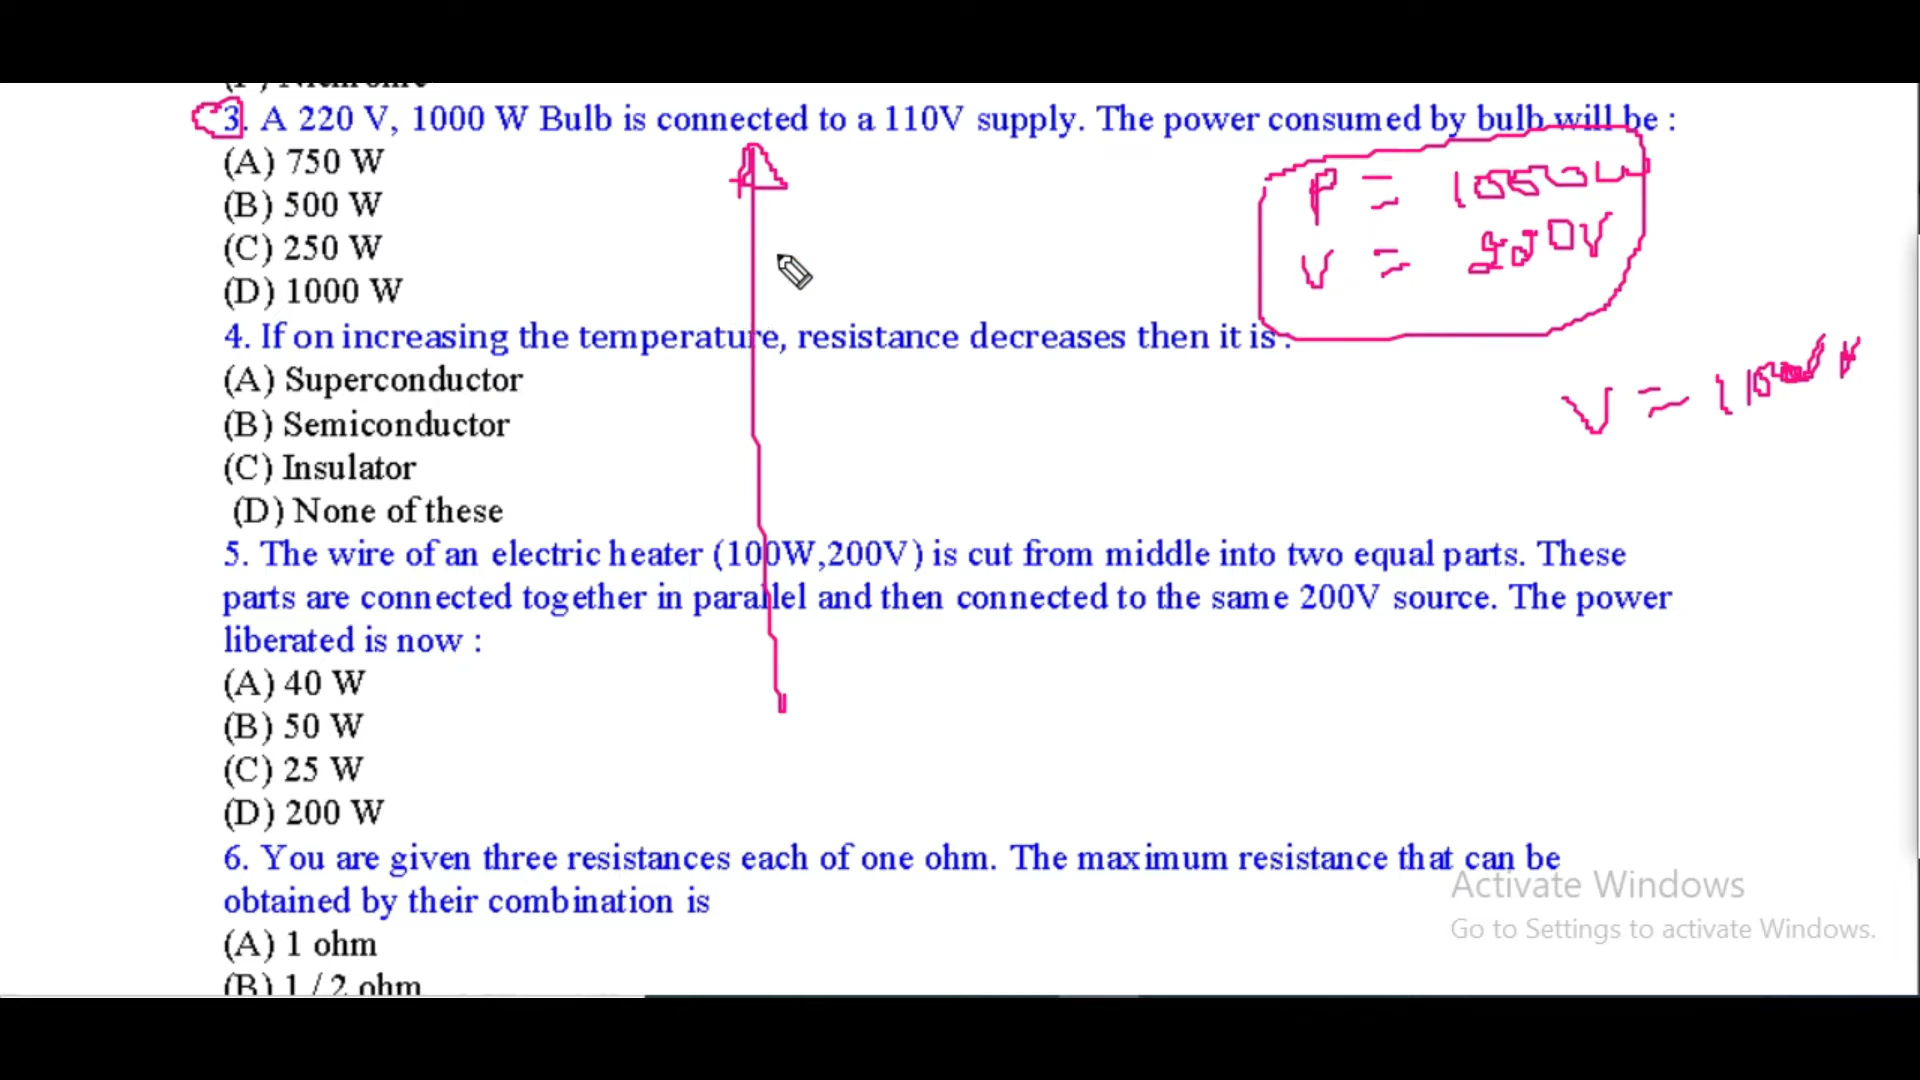 3. A 220 V, 1000 W Bulb is connected to a 110V supply. The power consumed by bulb will be :
(A) 750 W
P = 1000W
(B) 500 W
(C) 250 W
V = 220V
(D) 1000 W
4. If on increasing the temperature, resistance decreases then it is :
(A) Superconductor
V = 110
(B) Semiconductor
(C) Insulator
(D) None of these
5. The wire of an electric heater (100W,200V) is cut from middle into two equal parts. These
parts are connected together in parallel and then connected to the same 200V source. The power
liberated is now :
(A) 40 W
(B) 50 W
(C) 25 W
(D) 200 W
6. You are given three resistances each of one ohm. The maximum resistance that can be
obtained by their combination is
Activate Windows
Go to Settings to activate Windows.
(A) 1 ohm
(B) 1 / 2 ohm